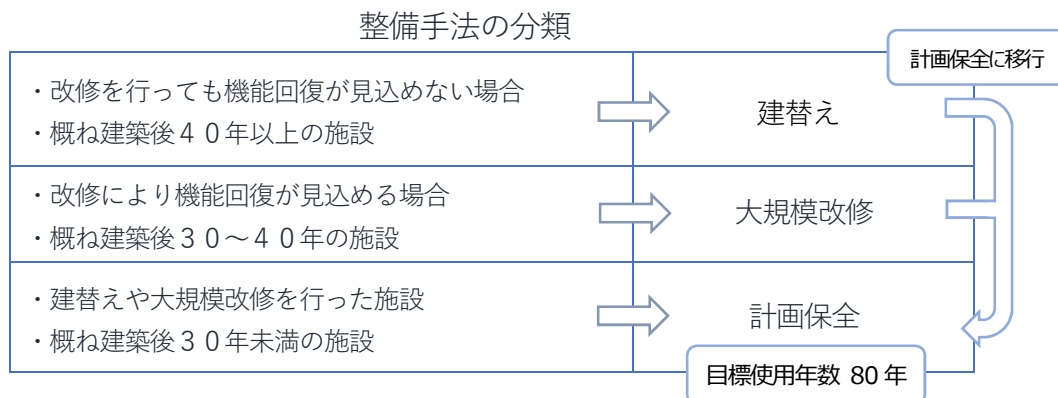 整備手法の分類
計画保全に移行
・改修を行っても機能回復が見込めない場合
・概ね建築後４０年以上の施設
建替え
・改修により機能回復が見込める場合
・概ね建築後３０～４０年の施設
大規模改修
・建替えや大規模改修を行った施設
・概ね建築後３０年未満の施設
計画保全
目標使用年数 80 年